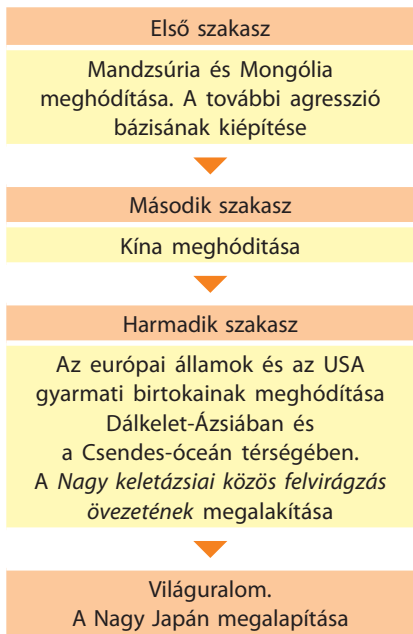 Első szakasz
Mandzsúria és Mongólia
meghódítása. A további agresszió
bázisának kiépítése
Második szakasz
Kína meghóditása
Harmadik szakasz
Az európai államok és az USA
gyarmati birtokainak meghódítása
Dálkelet-Ázsiában és
a Csendes-óceán térségében.
A Nagy keletázsiai közös felvirágzás
övezetének megalakítása
Világuralom.
A Nagy Japán megalapítása